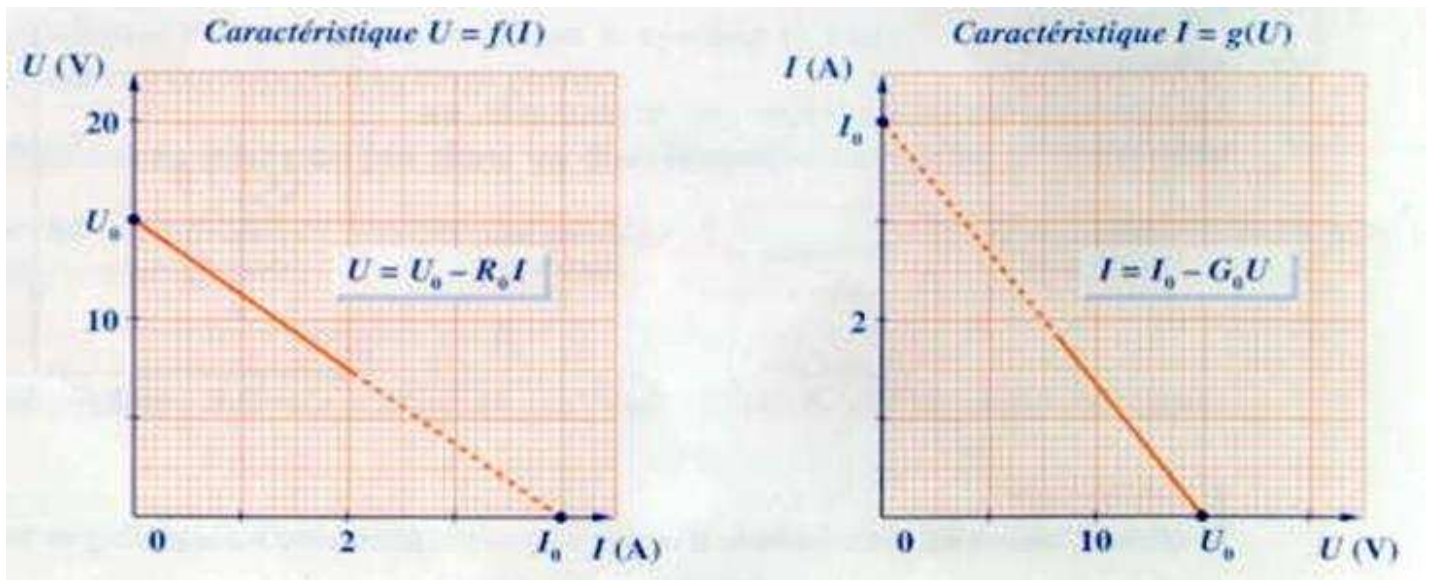 Caractéristique U = f(I)
U (V)
20
U₀
U = U₀ − R₀I
10
0
2
I₀
I (A)
Caractéristique I = g(U)
I (A)
I₀
I = I₀ − G₀U
2
0
10
U₀
U (V)